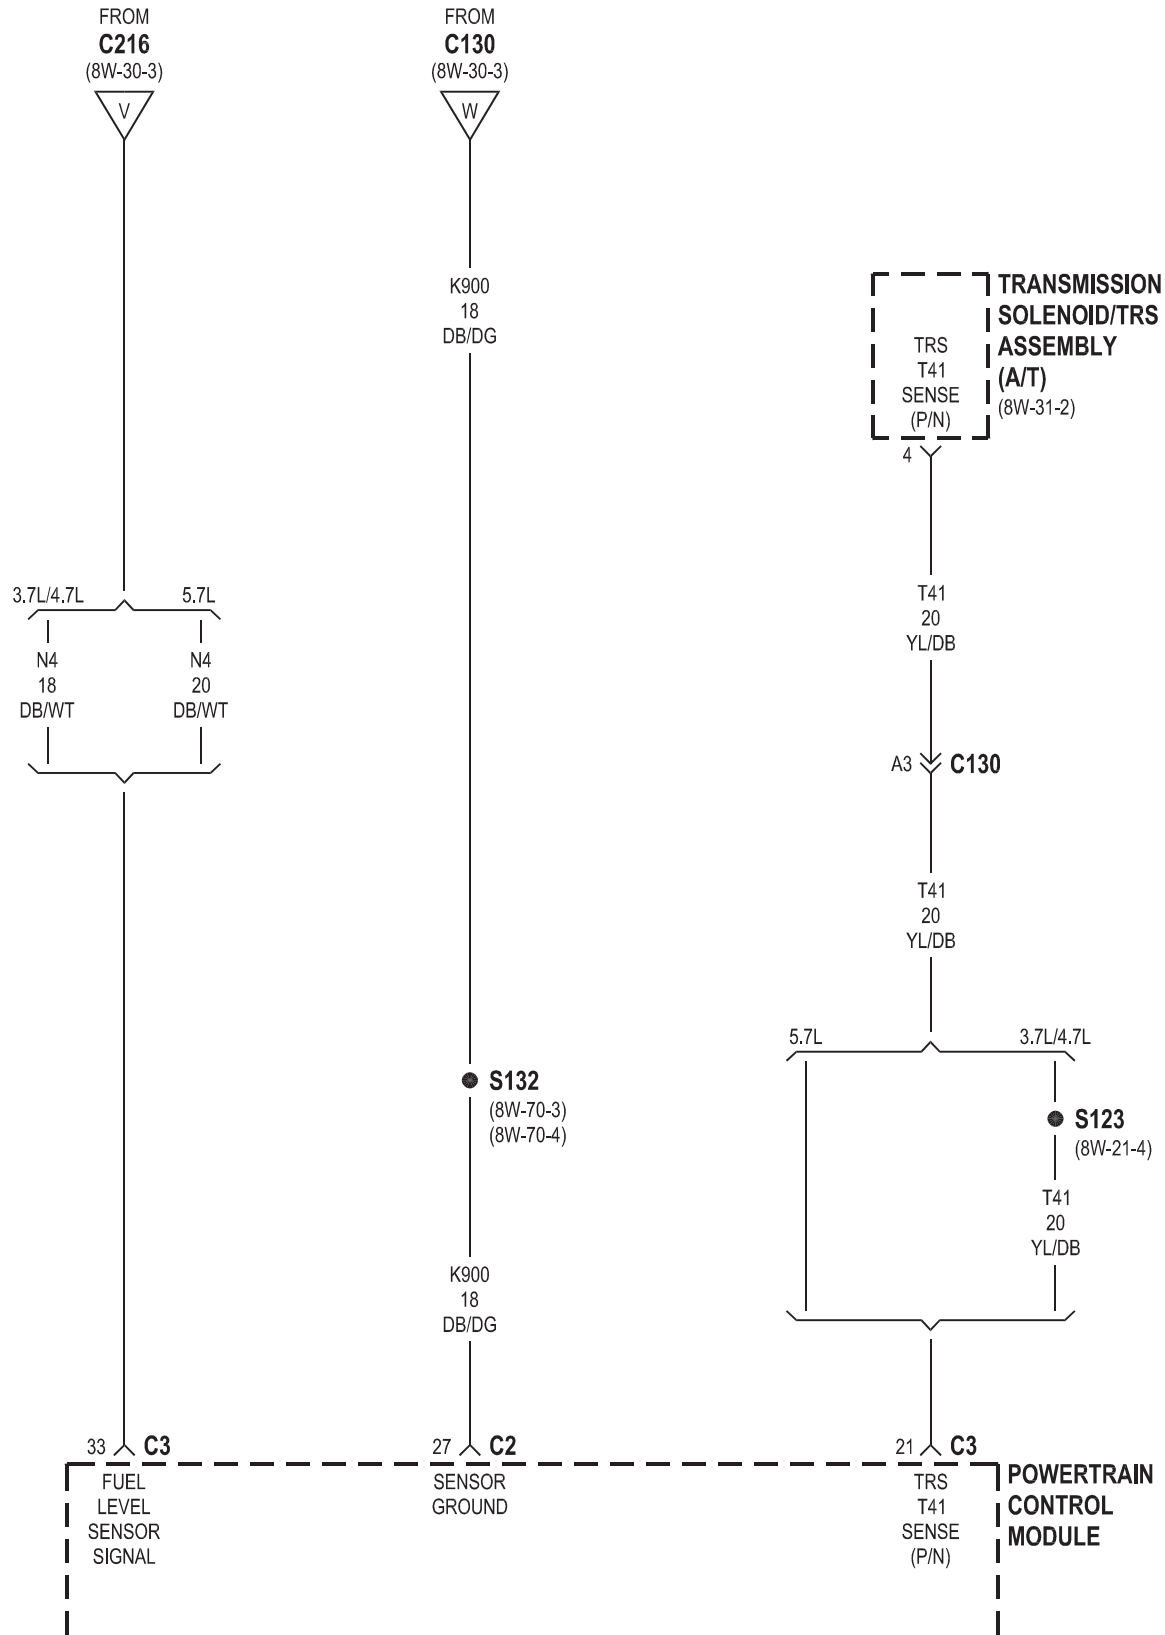 FROM
C216
(8W-30-3)
V
FROM
C130
(8W-30-3)
W
K900
18
DB/DG
TRANSMISSION
SOLENOID/TRS
ASSEMBLY
(A/T)
(8W-31-2)
TRS
T41
SENSE
(P/N)
4
T41
20
YL/DB
3.7L/4.7L
5.7L
N4
18
DB/WT
N4
20
DB/WT
A3
C130
T41
20
YL/DB
5.7L
3.7L/4.7L
S132
(8W-70-3)
(8W-70-4)
S123
(8W-21-4)
T41
20
YL/DB
K900
18
DB/DG
33
C3
27
C2
21
C3
FUEL
LEVEL
SENSOR
SIGNAL
SENSOR
GROUND
TRS
T41
SENSE
(P/N)
POWERTRAIN
CONTROL
MODULE